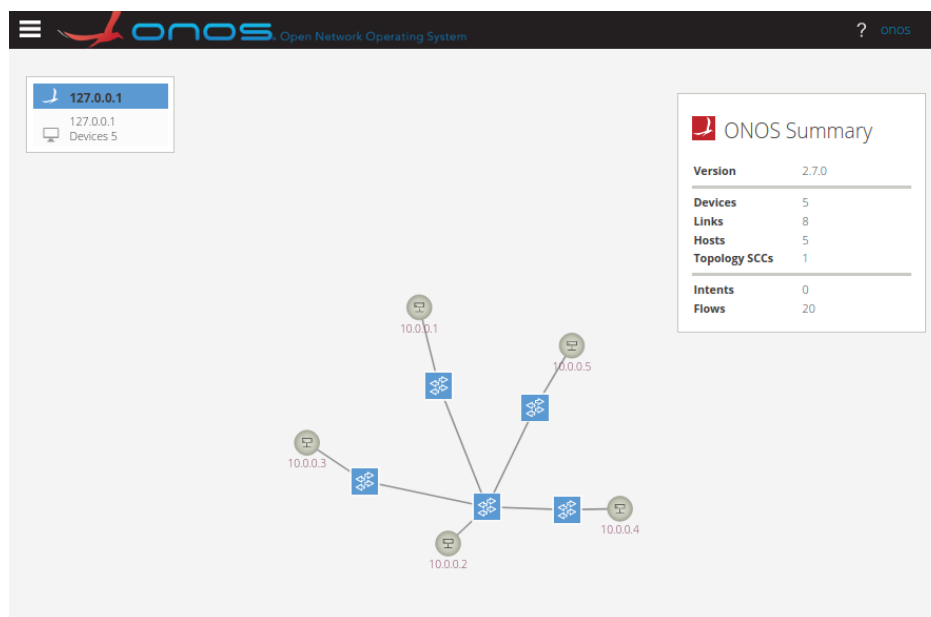 onos Open Network Operating System
? onos
127.0.0.1
127.0.0.1
Devices 5
ONOS Summary
Version 2.7.0
Devices 5
Links 8
Hosts 5
Topology SCCs 1
Intents 0
Flows 20
10.0.0.1
10.0.0.5
10.0.0.3
10.0.0.4
10.0.0.2